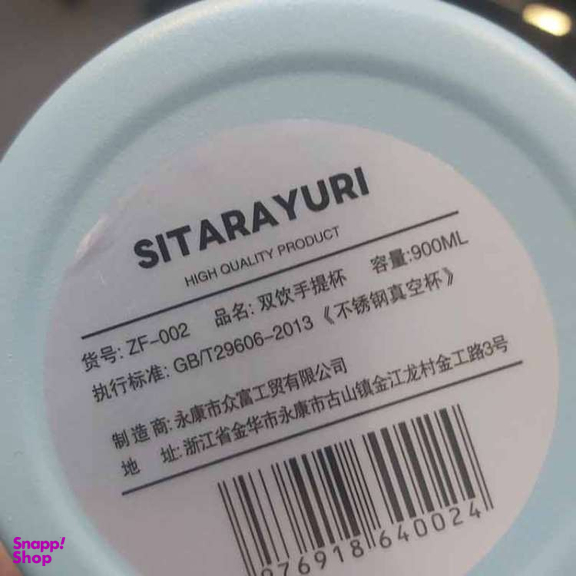 SITARAYURI
HIGH QUALITY PRODUCT
货号: ZF-002 品名: 双饮手提杯 容量:900ML
执行标准: GB/T29606-2013《不锈钢真空杯》
制造商: 永康市众富工贸有限公司
地 址: 浙江省金华市永康市古山镇金江龙村金工路3号
976918 640024
Snapp!
Shop